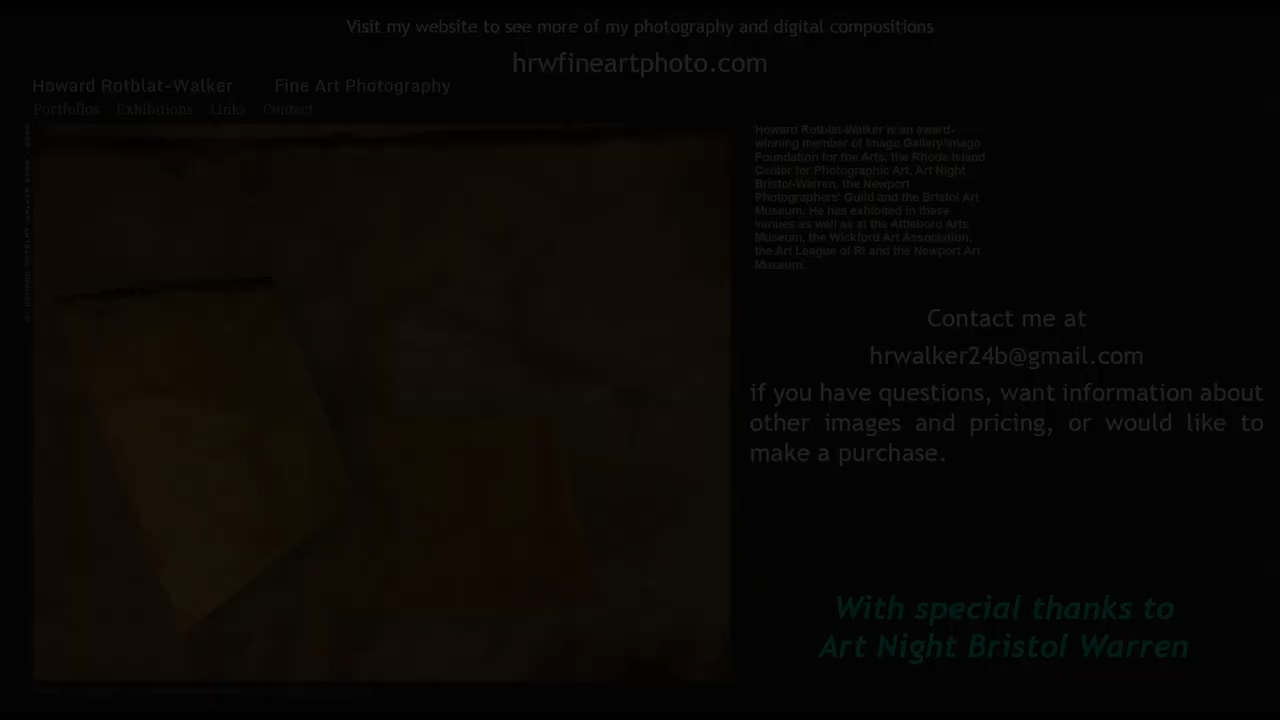 Visit my website to see more of my photography and digital compositions
hrwfineartphoto.com
Howard Rotblat-Walker Fine Art Photography
Portfolios Exhibitions Links Contact
Howard Rotblat-Walker is an award-
winning member of Imago Gallery/Imago
Foundation for the Arts, the Rhode Island
Center for Photographic Art, Art Night
Bristol-Warren, the Newport
Photographers' Guild and the Bristol Art
Museum. He has exhibited in these
venues as well as at the Attleboro Arts
Museum, the Wickford Art Association,
the Art League of RI and the Newport Art
Museum.
Contact me at
hrwalker24b@gmail.com
if you have questions, want information about
other images and pricing, or would like to
make a purchase.
With special thanks to
Art Night Bristol Warren